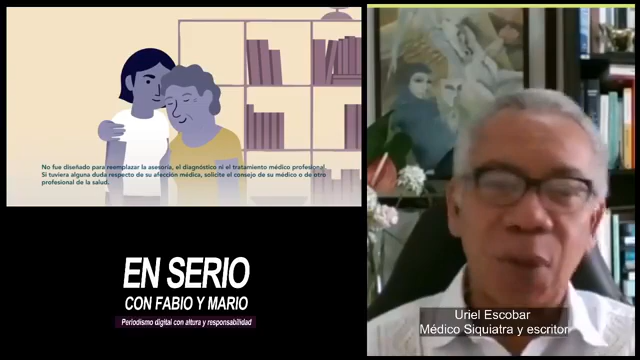 No fue diseñado para reemplazar la asesoría, el diagnóstico ni el tratamiento médico profesional.
Si tuviera alguna duda respecto de su afección médica, solicite el consejo de su médico o de otro
profesional de la salud.
EN SERIO
CON FABIO Y MARIO
Periodismo digital con altura y responsabilidad
Uriel Escobar
Médico Siquiatra y escritor